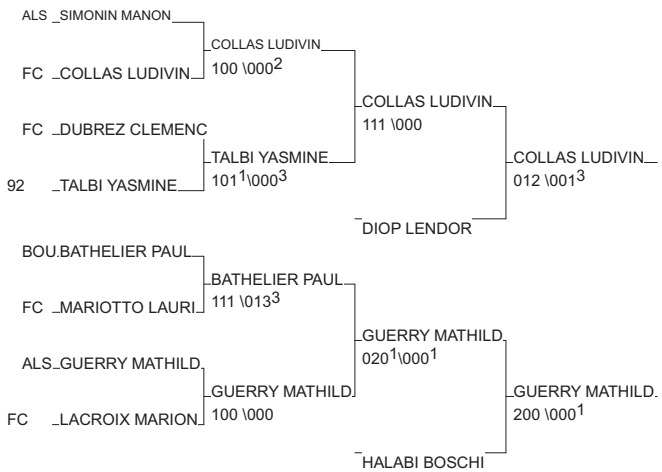 ALS SIMONIN MANON
COLLAS LUDIVIN
100 \000²
FC COLLAS LUDIVIN
COLLAS LUDIVIN
111 \000
FC DUBREZ CLEMENC
TALBI YASMINE
101¹\000³
COLLAS LUDIVIN
012 \001³
92 TALBI YASMINE
DIOP LENDOR
BOU.BATHELIER PAUL
BATHELIER PAUL
111 \013³
FC MARIOTTO LAURI
GUERRY MATHILD
020¹\000¹
ALS GUERRY MATHILD
GUERRY MATHILD
100 \000
GUERRY MATHILD
200 \000¹
FC LACROIX MARION
HALABI BOSCHI